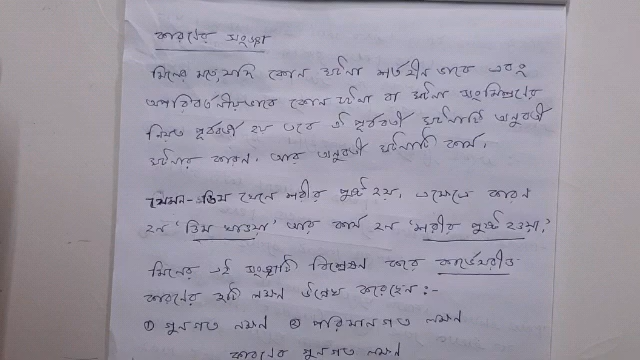 কারণের সংজ্ঞা
মিলের মতে, যদি কোন ঘটনা শর্তহীন ভাবে এবং
অপরিবর্তনীয়ভাবে কোন ঘটনা বা ঘটনা সংমিশ্রণের
নিয়ত পূর্ববর্তী হয় তবে ঐ পূর্ববর্তী ঘটনাটি অনুবর্তী
ঘটনার কারণ, আর অনুবর্তী ঘটনাটি কার্য।
যেমন- ডিম খেলে শরীর পুষ্ট হয়, এক্ষেত্রে কারণ
হল 'ডিম খাওয়া' আর কার্য হল 'শরীর পুষ্ট হওয়া'।
মিলের এই সংজ্ঞাটি বিশ্লেষণ করে কার্ভেথরীড
কারণের দুটি লক্ষণ উল্লেখ করেছেন :-
① গুণগত লক্ষণ ② পরিমাণগত লক্ষণ
কারণের গুণগত লক্ষণ